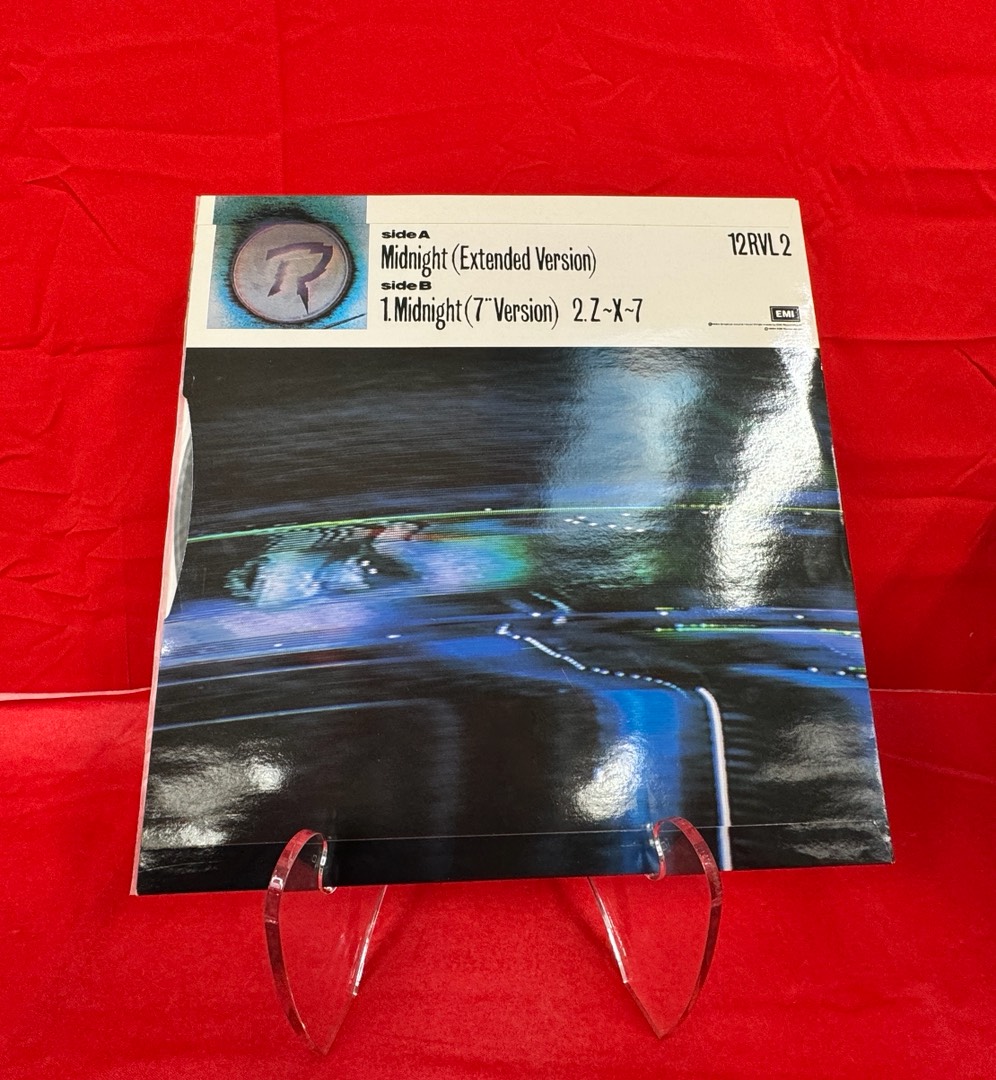 side A
Midnight (Extended Version)
side B
1. Midnight (7" Version) 2. Z~X~7
12RVL 2
EMI
R